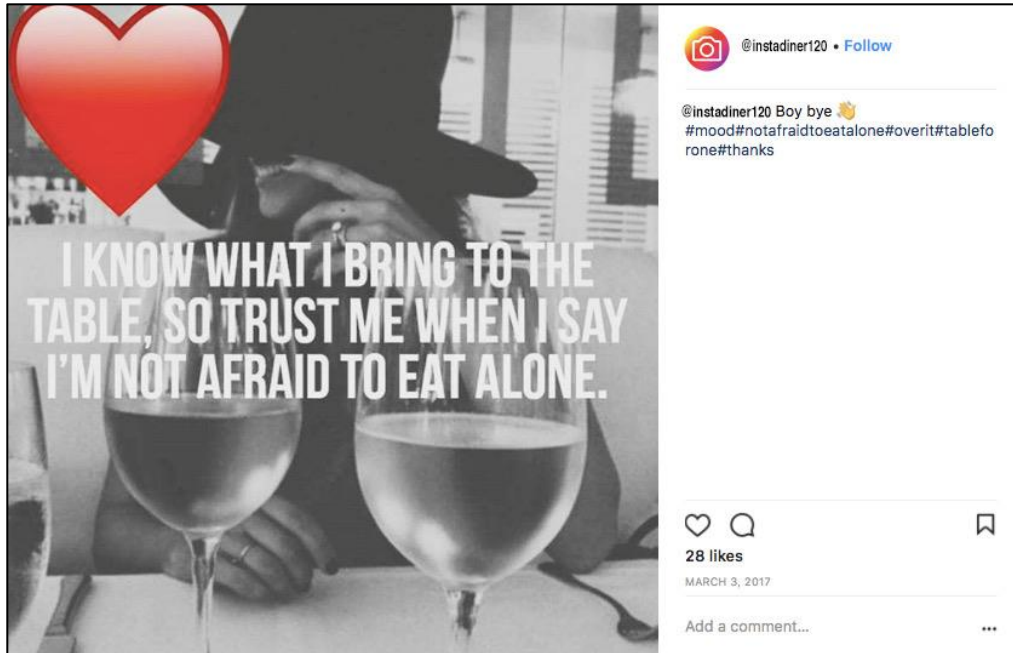 I KNOW WHAT I BRING TO THE
TABLE, SO TRUST ME WHEN I SAY
I'M NOT AFRAID TO EAT ALONE.
@instadiner120 • Follow
@instadiner120 Boy bye 👋
#mood#notafraidtoeatalone#overit#tablefo
rone#thanks
28 likes
MARCH 3, 2017
Add a comment...